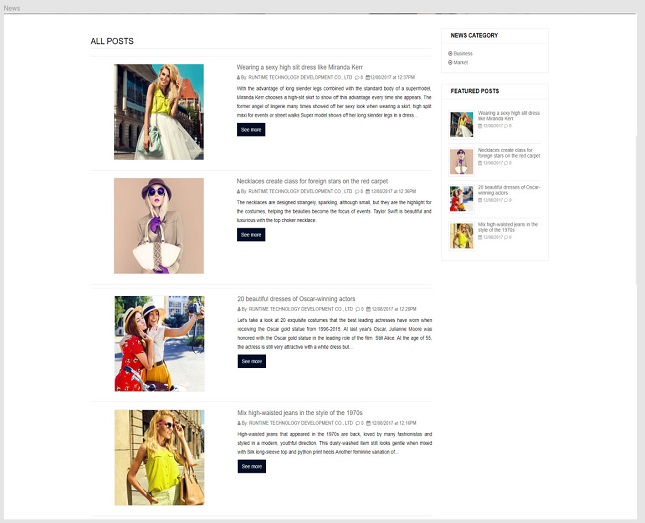 News
ALL POSTS
Wearing a sexy high slit dress like Miranda Kerr
By: RUNTIME TECHNOLOGY DEVELOPMENT CO., LTD 0 12/08/2017 at 12:37PM
With the advantage of long slender legs combined with the standard body of a supermodel,
Miranda Kerr chooses a high-slit skirt to show off this advantage every time she appears. The
former angel of lingerie many times showed off her sexy look when wearing a skirt high split
maxi for events or street walks.Super model shows off her long slender legs in a dress...
See more
Necklaces create class for foreign stars on the red carpet
By: RUNTIME TECHNOLOGY DEVELOPMENT CO., LTD 0 12/08/2017 at 12:36PM
The necklaces are designed strangely, sparkling, although small, but they are the highlight for
the costumes, helping the beauties become the focus of events. Taylor Swift is beautiful and
luxurious with the top choker necklace.
See more
20 beautiful dresses of Oscar-winning actors
By: RUNTIME TECHNOLOGY DEVELOPMENT CO., LTD 0 12/08/2017 at 12:28PM
Let's take a look at 20 exquisite costumes that the best leading actresses have worn when
receiving the Oscar gold statue from 1996-2015. At last year's Oscar, Julianne Moore was
honored with the Oscar gold statue in the leading role of the film Still Alice. At the age of 55,
the actress is still very attractive with a white dress but...
See more
Mix high-waisted jeans in the style of the 1970s
By: RUNTIME TECHNOLOGY DEVELOPMENT CO., LTD 0 12/08/2017 at 12:16PM
High-waisted jeans that appeared in the 1970s are back, loved by many fashionistas and
styled in a modern, youthful direction. This dusty-washed item still looks gentle when mixed
with Silk long-sleeve top and python print heels.Another feminine variation of...
See more
NEWS CATEGORY
Business
Market
FEATURED POSTS
Wearing a sexy high slit dress
like Miranda Kerr
12/08/2017 0
Necklaces create class for
foreign stars on the red carpet
12/08/2017 0
20 beautiful dresses of Oscar-
winning actors
12/08/2017 0
Mix high-waisted jeans in the
style of the 1970s
12/08/2017 0